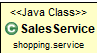 <<Java Class>>
C SalesService
shopping.service